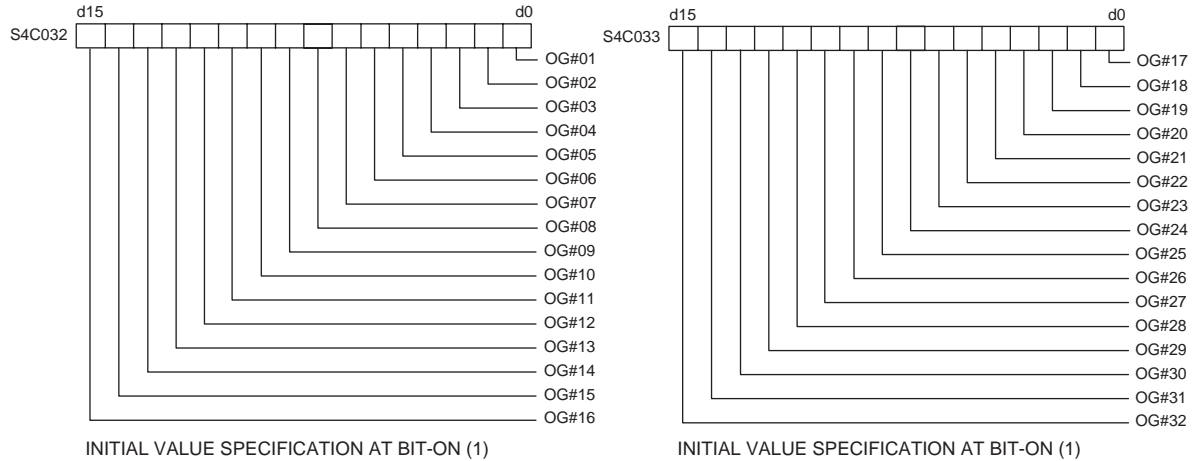 d15 d0
S4C032
OG#01
OG#02
OG#03
OG#04
OG#05
OG#06
OG#07
OG#08
OG#09
OG#10
OG#11
OG#12
OG#13
OG#14
OG#15
OG#16
INITIAL VALUE SPECIFICATION AT BIT-ON (1)
d15 d0
S4C033
OG#17
OG#18
OG#19
OG#20
OG#21
OG#22
OG#23
OG#24
OG#25
OG#26
OG#27
OG#28
OG#29
OG#30
OG#31
OG#32
INITIAL VALUE SPECIFICATION AT BIT-ON (1)